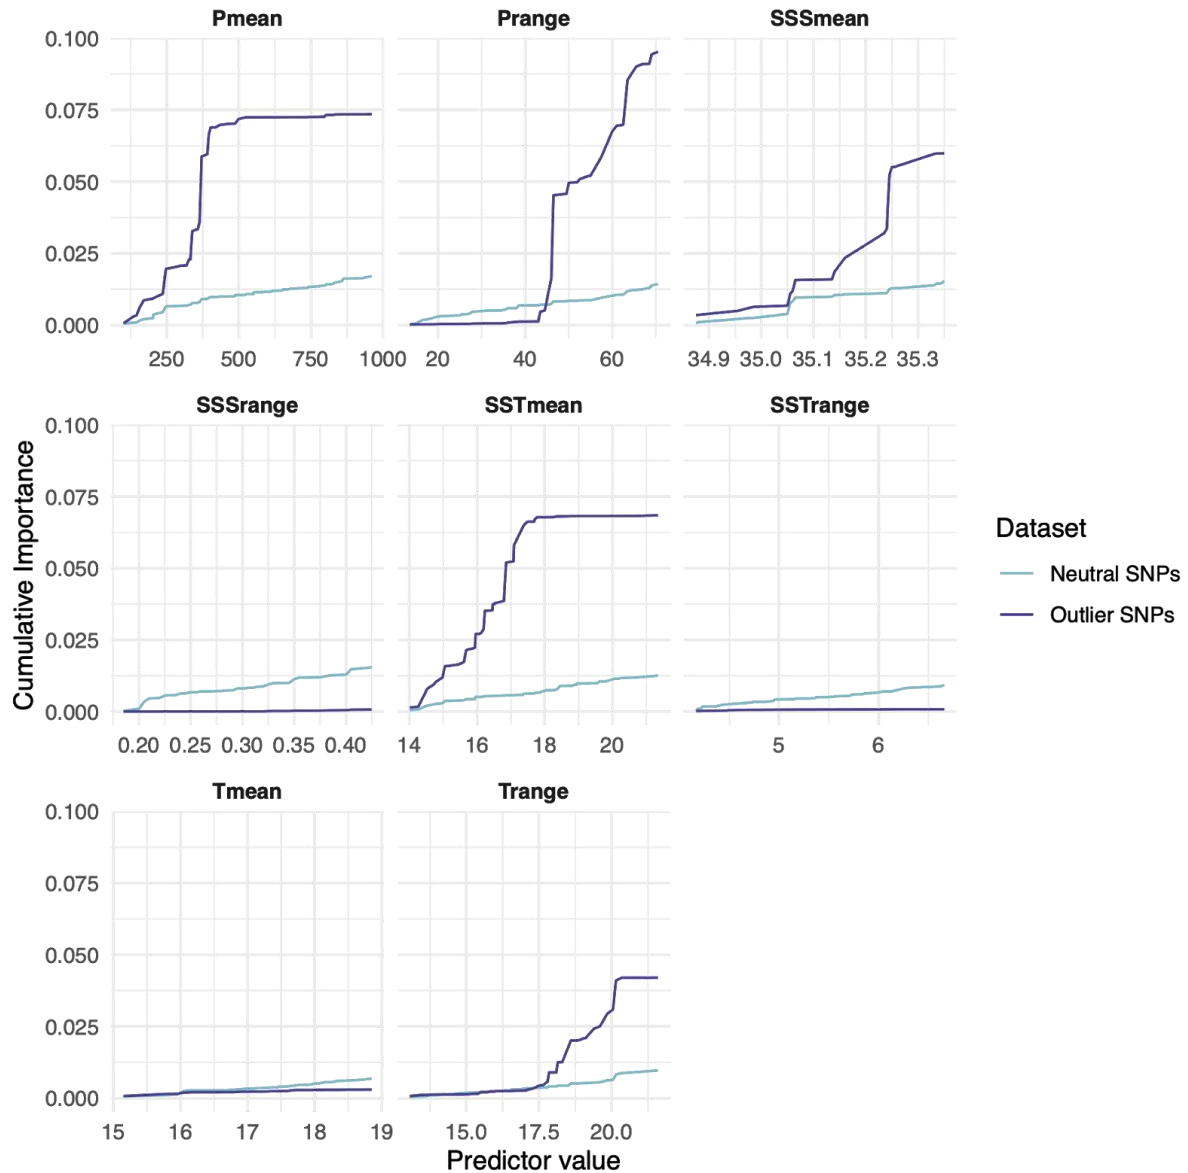 Pmean Prange SSSmean
0.100
0.075
0.050
0.025
0.000
250 500 750 1000 20 40 60 34.9 35.0 35.1 35.2 35.3
SSSrange SSTmean SSTrange
0.100
0.075
0.050
0.025
0.000
0.20 0.25 0.30 0.35 0.40 14 16 18 20 5 6
Tmean Trange
0.100
0.075
0.050
0.025
0.000
15 16 17 18 19 15.0 17.5 20.0
Cumulative Importance
Predictor value
Dataset
Neutral SNPs
Outlier SNPs